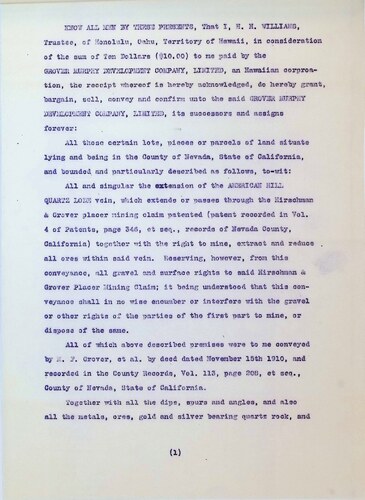 KNOW ALL MEN BY THESE PRESENTS, That I, H. H. WILLIAMS,
Trustee, of Honolulu, Oahu, Territory of Hawaii, in consideration
of the sum of Ten Dollars ($10.00) to me paid by the
GROVER MURPHY DEVELOPMENT COMPANY, LIMITED, an Hawaiian corproa-
tion, the receipt whereof is hereby acknowledged, do hereby grant,
bargain, sell, convey and confirm unto the said GROVER MURPHY
DEVELOPMENT COMPANY, LIMITED, its successors and assigns
forever:
All those certain lots, pieces or parcels of land situate
lying and being in the County of Nevada, State of California,
and bounded and particularly described as follows, to-wit:
All and singular the extension of the AMERICAN HILL
QUARTZ LODE vein, which extends or passes through the Hirschman
& Grover placer mining claim patented (patent recorded in Vol.
4 of Patents, page 348, et seq., records of Nevada County,
California) together with the right to mine, extract and reduce
all ores within said vein. Reserving, however, from this
conveyance, all gravel and surface rights to said Hirschman &
Grover Placer Mining Claim; it being understood that this con-
veyance shall in no wise encumber or interfere with the gravel
or other rights of the parties of the first part to mine, or
dispose of the same.
All of which above described premises were to me conveyed
by F. Grover, et al. by deed dated November 15th 1910, and
recorded in the County Records, Vol. 113, page 208, et seq.,
County of Nevada, State of California.
Together with all the dips, spurs and angles, and also
all the metals, ores, gold and silver bearing quartz rock, and
(1)